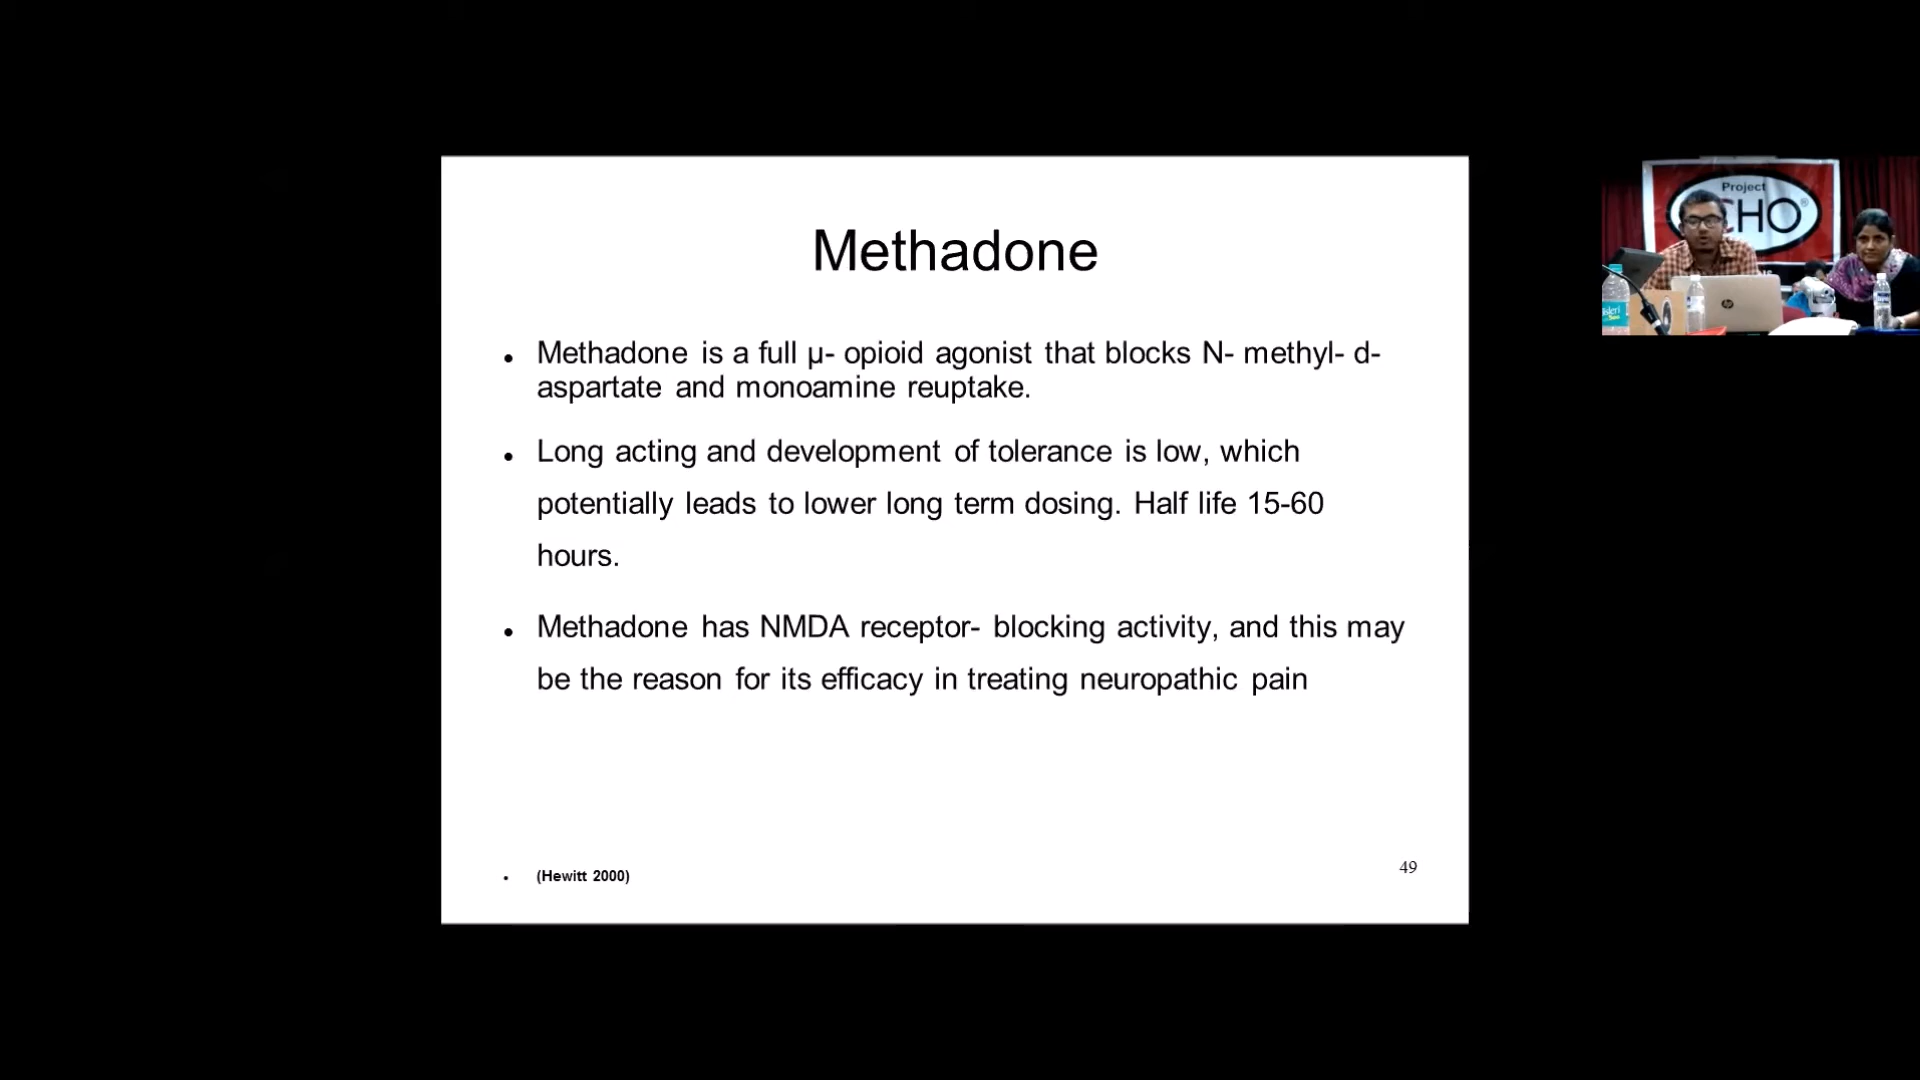 Methadone
• Methadone is a full μ- opioid agonist that blocks N- methyl- d-
aspartate and monoamine reuptake.
• Long acting and development of tolerance is low, which
potentially leads to lower long term dosing. Half life 15-60
hours.
• Methadone has NMDA receptor- blocking activity, and this may
be the reason for its efficacy in treating neuropathic pain
• (Hewitt 2000)
49
Project
CHO®
hp